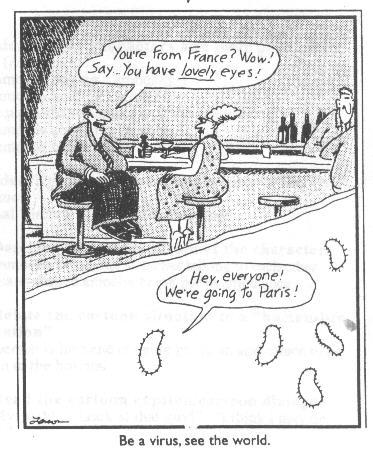 You're from France? Wow!
Say...You have lovely eyes!
Hey, everyone!
We're going to Paris!
Larson
Be a virus, see the world.